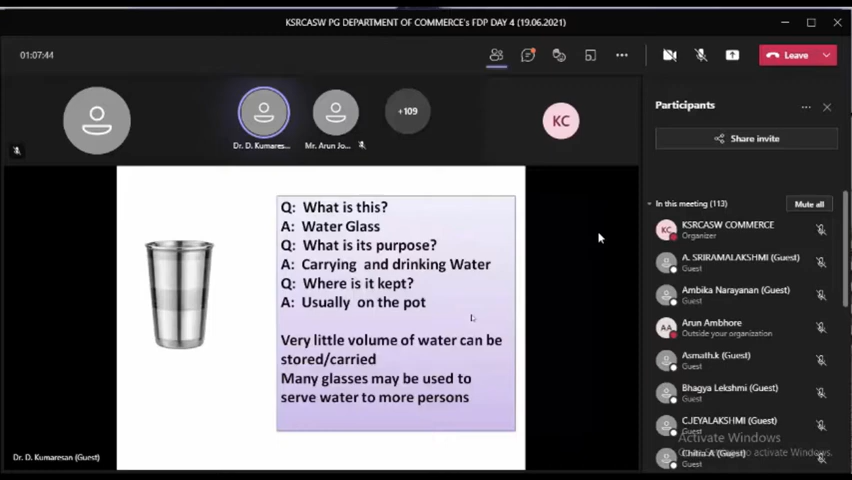 KSRCASW PG DEPARTMENT OF COMMERCE's FDP DAY 4 (19.06.2021)
01:07:44
Leave
Participants
+109
KC
Dr. D. Kumares...
Mr. Arun Jo...
Share invite
In this meeting (113)
Mute all
KC
KSRCASW COMMERCE
Organizer
A. SRIRAMALAKSHMI (Guest)
Guest
Ambika Narayanan (Guest)
Guest
AA
Arun Ambhore
Outside your organization
Asmath.k (Guest)
Guest
Bhagya Lekshmi (Guest)
Guest
C.JEYALAKSHMI (Guest)
Guest
Chitra A (Guest)
Guest
Activate Windows
to activate Windows.
Q: What is this?
A: Water Glass
Q: What is its purpose?
A: Carrying and drinking Water
Q: Where is it kept?
A: Usually on the pot
Very little volume of water can be
stored/carried
Many glasses may be used to
serve water to more persons
Dr. D. Kumaresan (Guest)